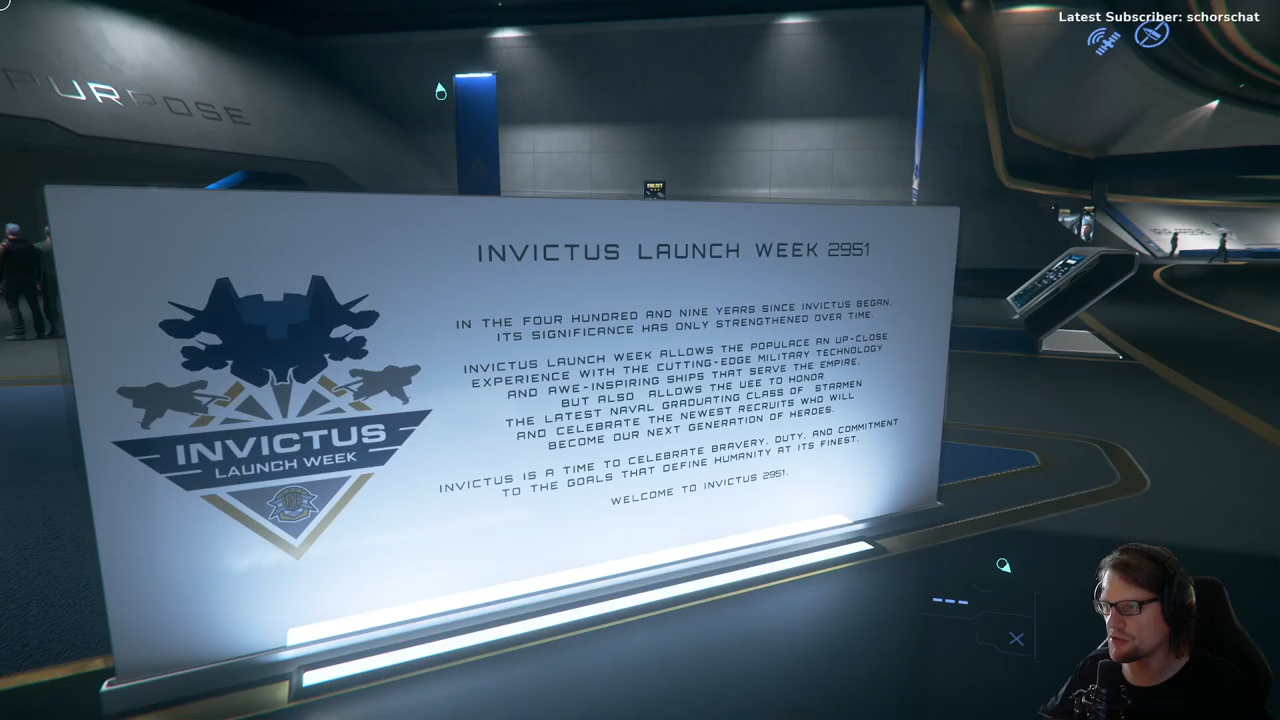 Latest Subscriber: schorschat
PURPOSE
ENLIST
INVICTUS LAUNCH WEEK 2951
IN THE FOUR HUNDRED AND NINE YEARS SINCE INVICTUS BEGAN,
ITS SIGNIFICANCE HAS ONLY STRENGTHENED OVER TIME.
INVICTUS LAUNCH WEEK ALLOWS THE POPULACE AN UP-CLOSE
EXPERIENCE WITH THE CUTTING-EDGE MILITARY TECHNOLOGY
AND AWE-INSPIRING SHIPS THAT SERVE THE EMPIRE,
BUT ALSO ALLOWS THE UEE TO HONOR
THE LATEST NAVAL GRADUATING CLASS OF STARMEN
AND CELEBRATE THE NEWEST RECRUITS WHO WILL
BECOME OUR NEXT GENERATION OF HEROES.
INVICTUS IS A TIME TO CELEBRATE BRAVERY, DUTY, AND COMMITMENT
TO THE GOALS THAT DEFINE HUMANITY AT ITS FINEST.
WELCOME TO INVICTUS 2951.
INVICTUS
LAUNCH WEEK